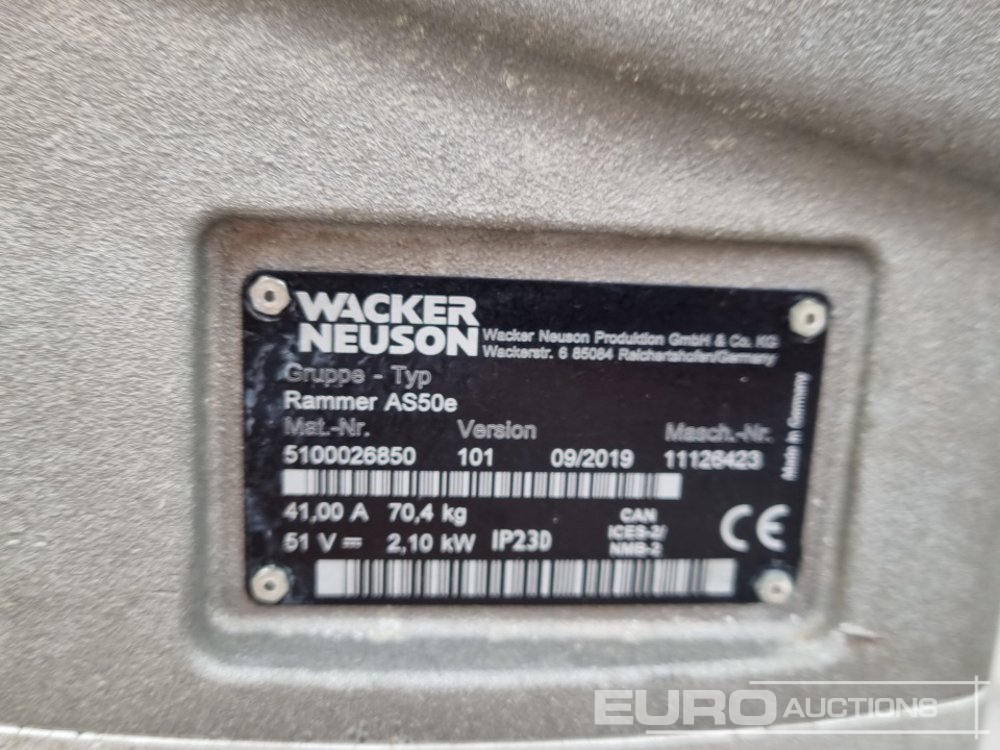 WACKER
NEUSON
Wacker Neuson Produktion GmbH & Co. KG
Wackerstr. 6 85084 Reichertshofen/Germany
Gruppe - Typ
Rammer AS50e
Mat.-Nr. Version Masch.-Nr.
5100026850 101 09/2019 11126423
41,00 A 70,4 kg
51 V 2,10 kW IP23D
CAN
ICES-2/
NMB-2
CE
Made in Germany
EURO AUCTIONS